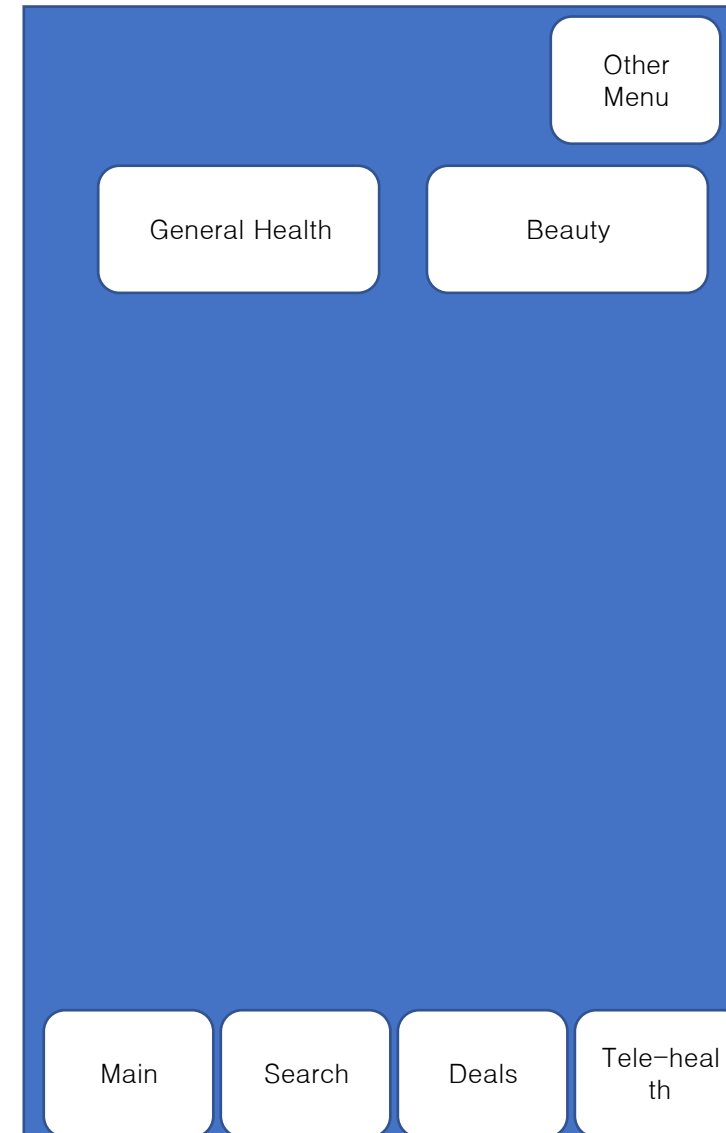 Other
Menu
General Health
Beauty
Main
Search
Deals
Tele-heal
th